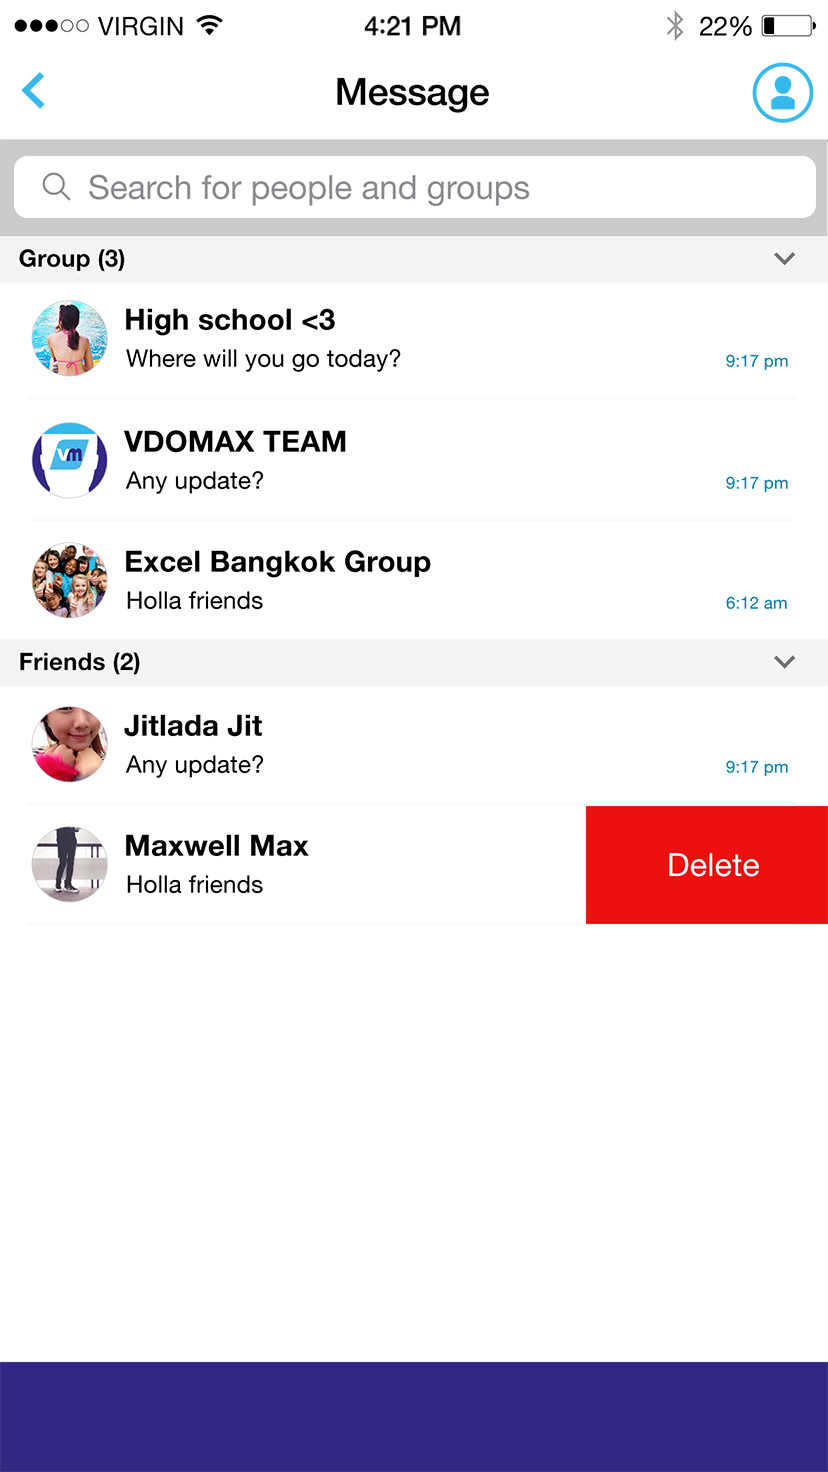 VIRGIN 4:21 PM 22%
Message
Search for people and groups
Group (3)
High school <3
Where will you go today?
9:17 pm
vm
VDOMAX TEAM
Any update?
9:17 pm
Excel Bangkok Group
Holla friends
6:12 am
Friends (2)
Jitlada Jit
Any update?
9:17 pm
Maxwell Max
Holla friends
Delete